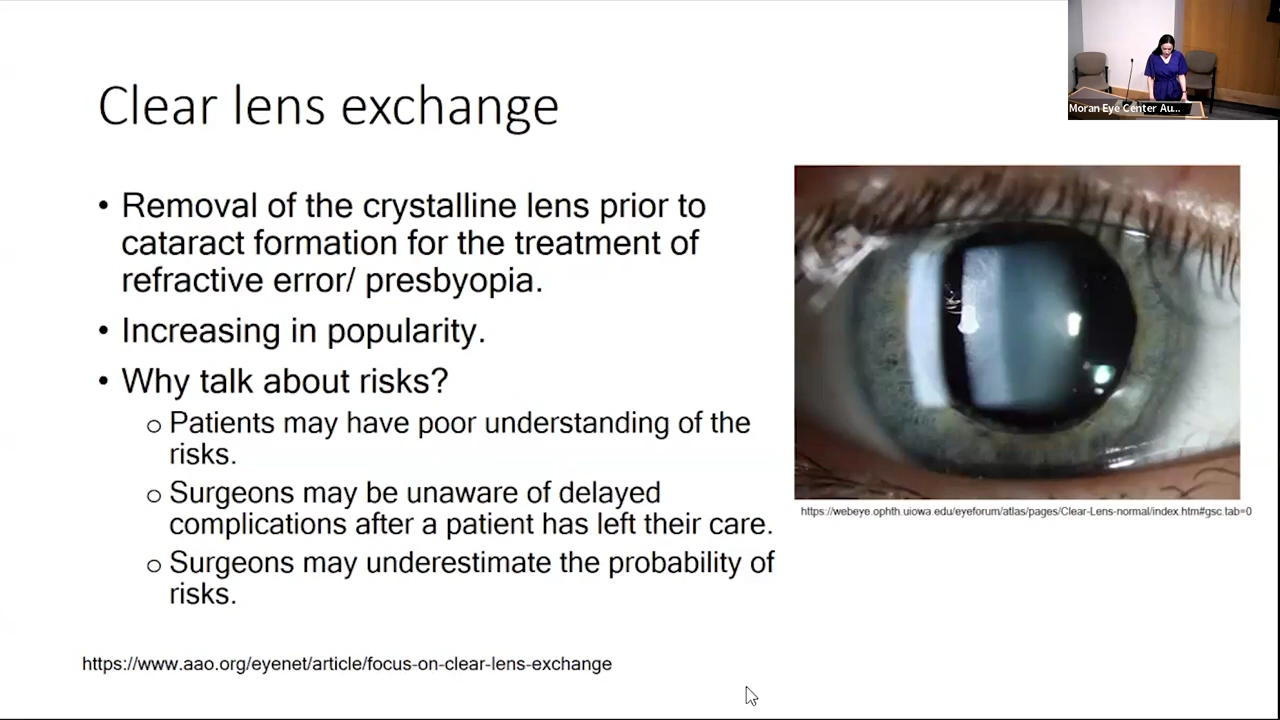 Moran Eye Center Au...
Clear lens exchange
• Removal of the crystalline lens prior to
cataract formation for the treatment of
refractive error/ presbyopia.
• Increasing in popularity.
• Why talk about risks?
o Patients may have poor understanding of the
risks.
o Surgeons may be unaware of delayed
complications after a patient has left their care.
o Surgeons may underestimate the probability of
risks.
https://webeye.ophth.uiowa.edu/eyeforum/atlas/pages/Clear-Lens-normal/index.htm#gsc.tab=0
https://www.aao.org/eyenet/article/focus-on-clear-lens-exchange